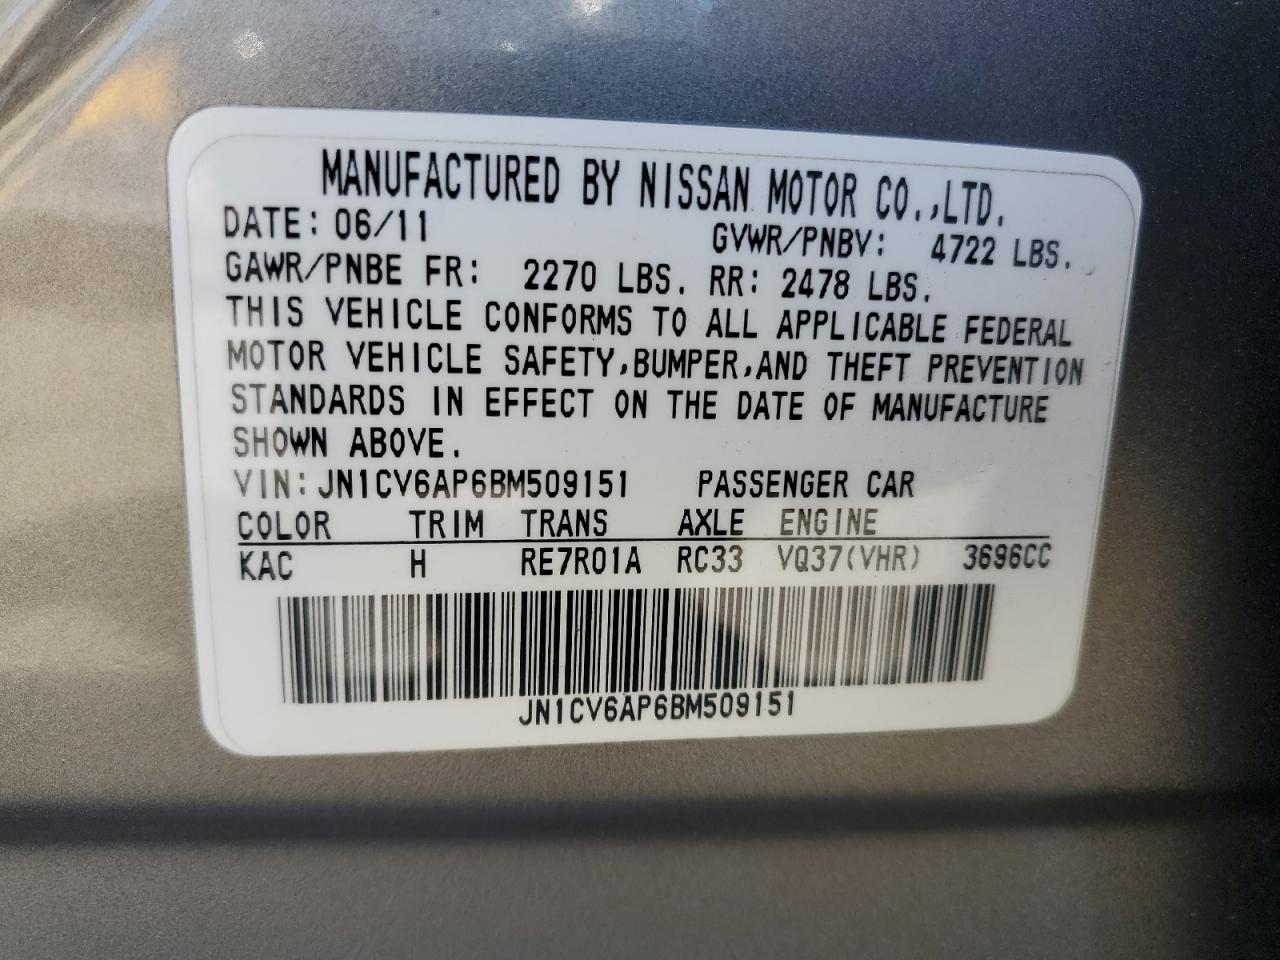 MANUFACTURED BY NISSAN MOTOR CO.,LTD.
DATE: 06/11 GVWR/PNBV: 4722 LBS.
GAWR/PNBE FR: 2270 LBS. RR: 2478 LBS.
THIS VEHICLE CONFORMS TO ALL APPLICABLE FEDERAL
MOTOR VEHICLE SAFETY,BUMPER,AND THEFT PREVENTION
STANDARDS IN EFFECT ON THE DATE OF MANUFACTURE
SHOWN ABOVE.
VIN: JN1CV6AP6BM509151 PASSENGER CAR
COLOR TRIM TRANS AXLE ENGINE
KAC H RE7R01A RC33 VQ37(VHR) 3696CC
JN1CV6AP6BM509151